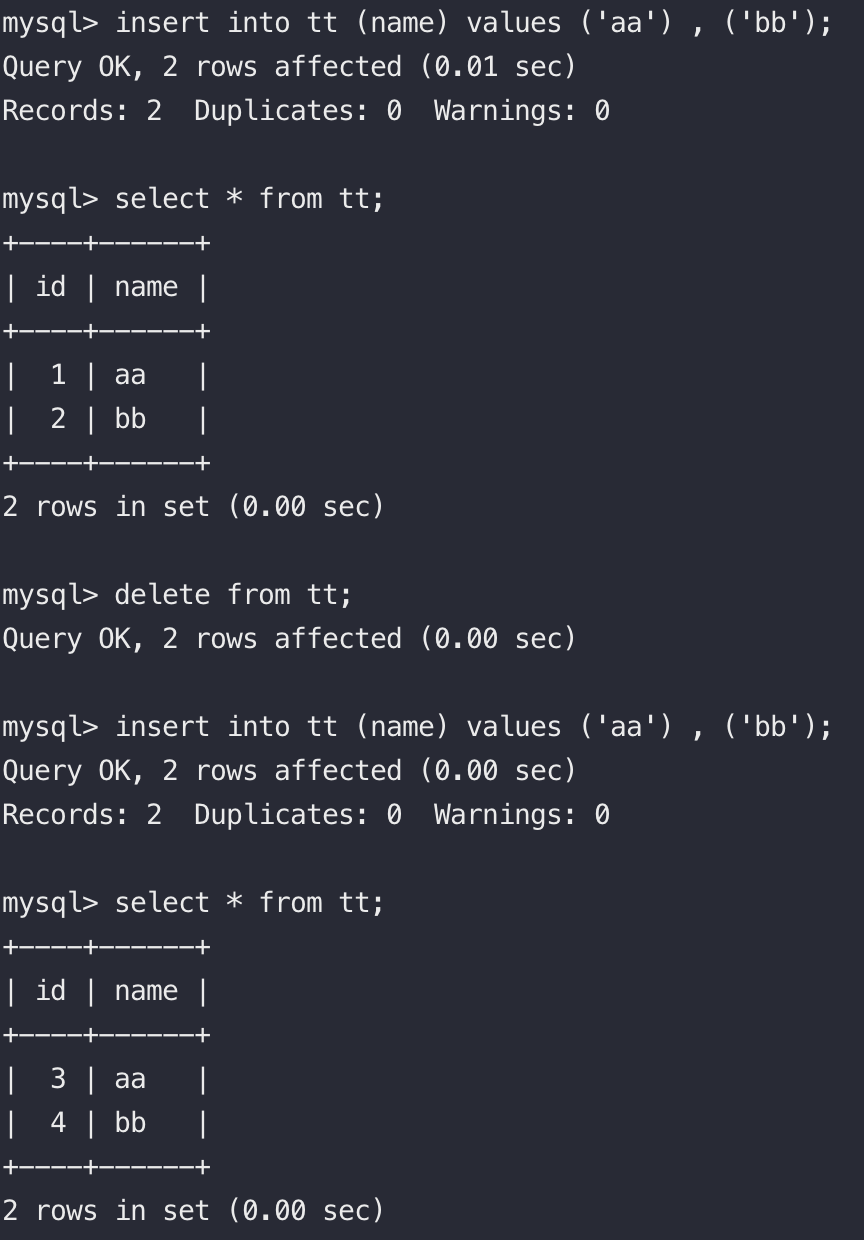 mysql> insert into tt (name) values ('aa') , ('bb');
Query OK, 2 rows affected (0.01 sec)
Records: 2  Duplicates: 0  Warnings: 0

mysql> select * from tt;
+----+------+
| id | name |
+----+------+
|  1 | aa   |
|  2 | bb   |
+----+------+
2 rows in set (0.00 sec)

mysql> delete from tt;
Query OK, 2 rows affected (0.00 sec)

mysql> insert into tt (name) values ('aa') , ('bb');
Query OK, 2 rows affected (0.00 sec)
Records: 2  Duplicates: 0  Warnings: 0

mysql> select * from tt;
+----+------+
| id | name |
+----+------+
|  3 | aa   |
|  4 | bb   |
+----+------+
2 rows in set (0.00 sec)